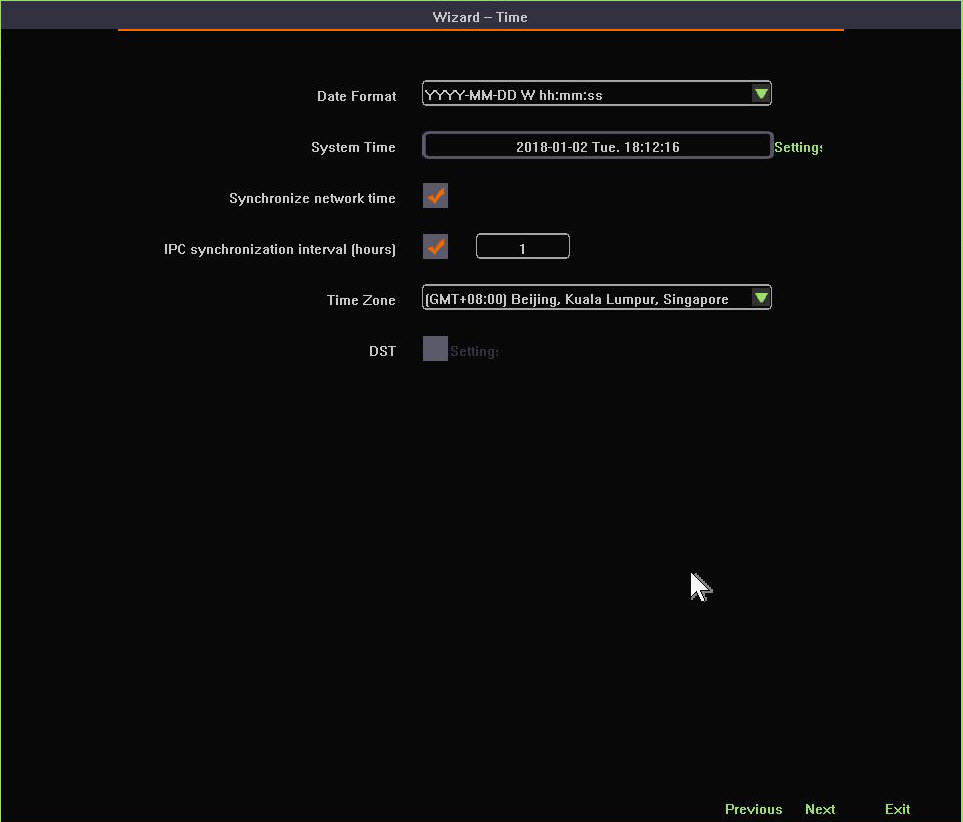 Wizard – Time
Date Format YYYY-MM-DD W hh:mm:ss
System Time 2018-01-02 Tue. 18:12:16 Settings
Synchronize network time
IPC synchronization interval (hours) 1
Time Zone (GMT+08:00) Beijing, Kuala Lumpur, Singapore
DST Settings
Previous Next Exit